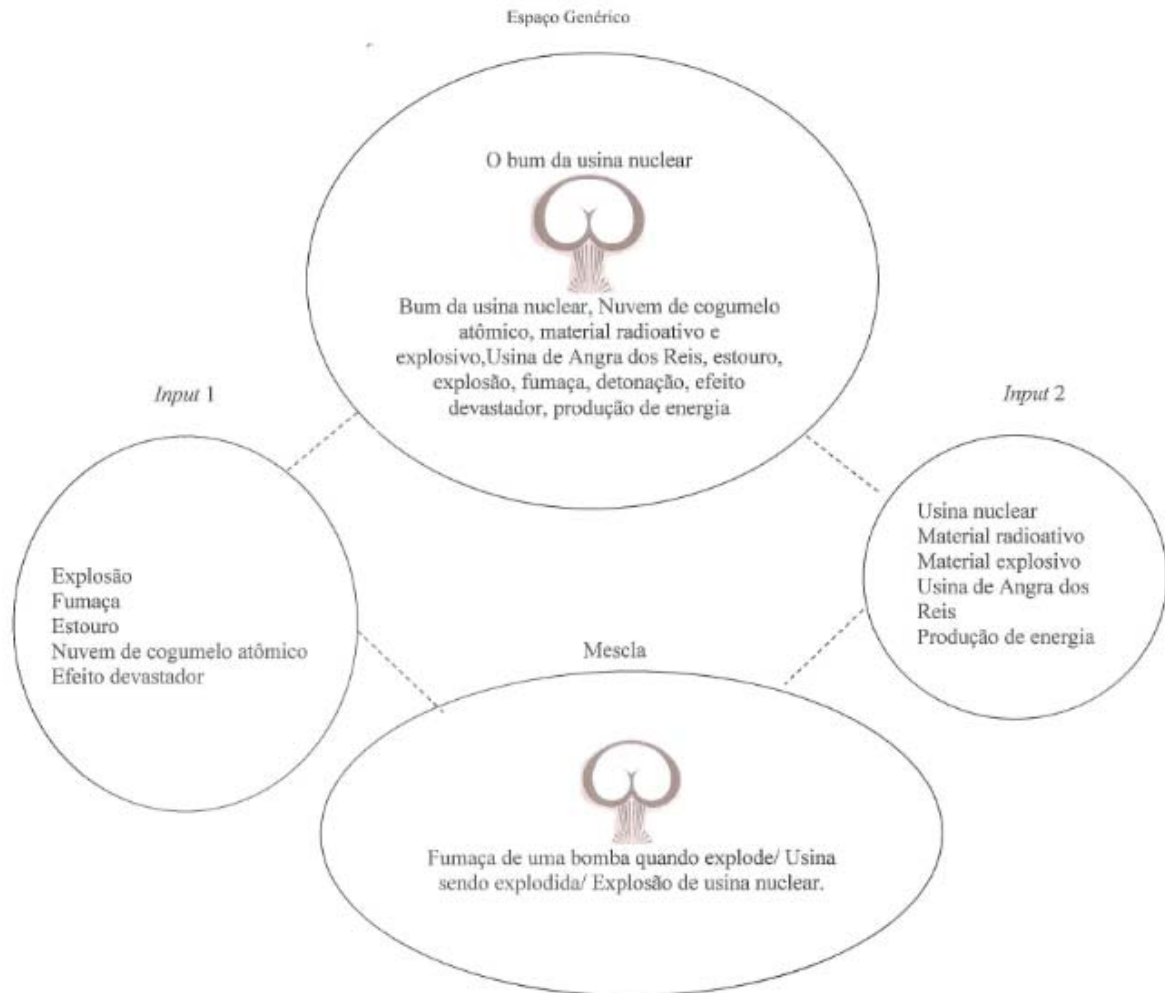 Espaço Genérico
O bum da usina nuclear
Bum da usina nuclear, Nuvem de cogumelo
atômico, material radioativo e
explosivo,Usina de Angra dos Reis, estouro,
explosão, fumaça, detonação, efeito
devastador, produção de energia
Input 1
Input 2
Explosão
Fumaça
Estouro
Nuvem de cogumelo atômico
Efeito devastador
Usina nuclear
Material radioativo
Material explosivo
Usina de Angra dos
Reis
Produção de energia
Mescla
Fumaça de uma bomba quando explode/ Usina
sendo explodida/ Explosão de usina nuclear.